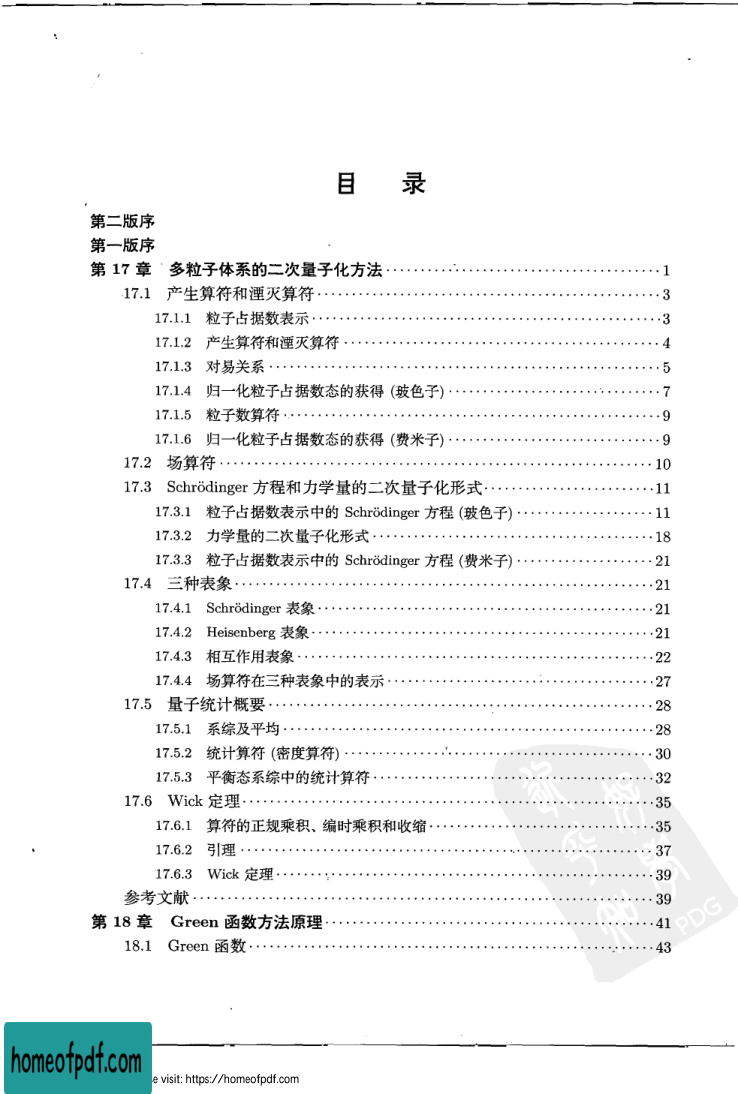 目 录
第二版序
第一版序
第 17 章 多粒子体系的二次量子化方法 1
17.1 产生算符和湮灭算符 3
17.1.1 粒子占据数表示 3
17.1.2 产生算符和湮灭算符 4
17.1.3 对易关系 5
17.1.4 归一化粒子占据数态的获得 (玻色子) 7
17.1.5 粒子数算符 9
17.1.6 归一化粒子占据数态的获得 (费米子) 9
17.2 场算符 10
17.3 Schrödinger 方程和力学量的二次量子化形式 11
17.3.1 粒子占据数表示中的 Schrödinger 方程 (玻色子) 11
17.3.2 力学量的二次量子化形式 18
17.3.3 粒子占据数表示中的 Schrödinger 方程 (费米子) 21
17.4 三种表象 21
17.4.1 Schrödinger 表象 21
17.4.2 Heisenberg 表象 21
17.4.3 相互作用表象 22
17.4.4 场算符在三种表象中的表示 27
17.5 量子统计概要 28
17.5.1 系综及平均 28
17.5.2 统计算符 (密度算符) 30
17.5.3 平衡态系综中的统计算符 32
17.6 Wick 定理 35
17.6.1 算符的正规乘积、编时乘积和收缩 35
17.6.2 引理 37
17.6.3 Wick 定理 39
参考文献 39
第 18 章 Green 函数方法原理 41
18.1 Green 函数 43
PDG
homeofpdf.com
visit: https://homeofpdf.com